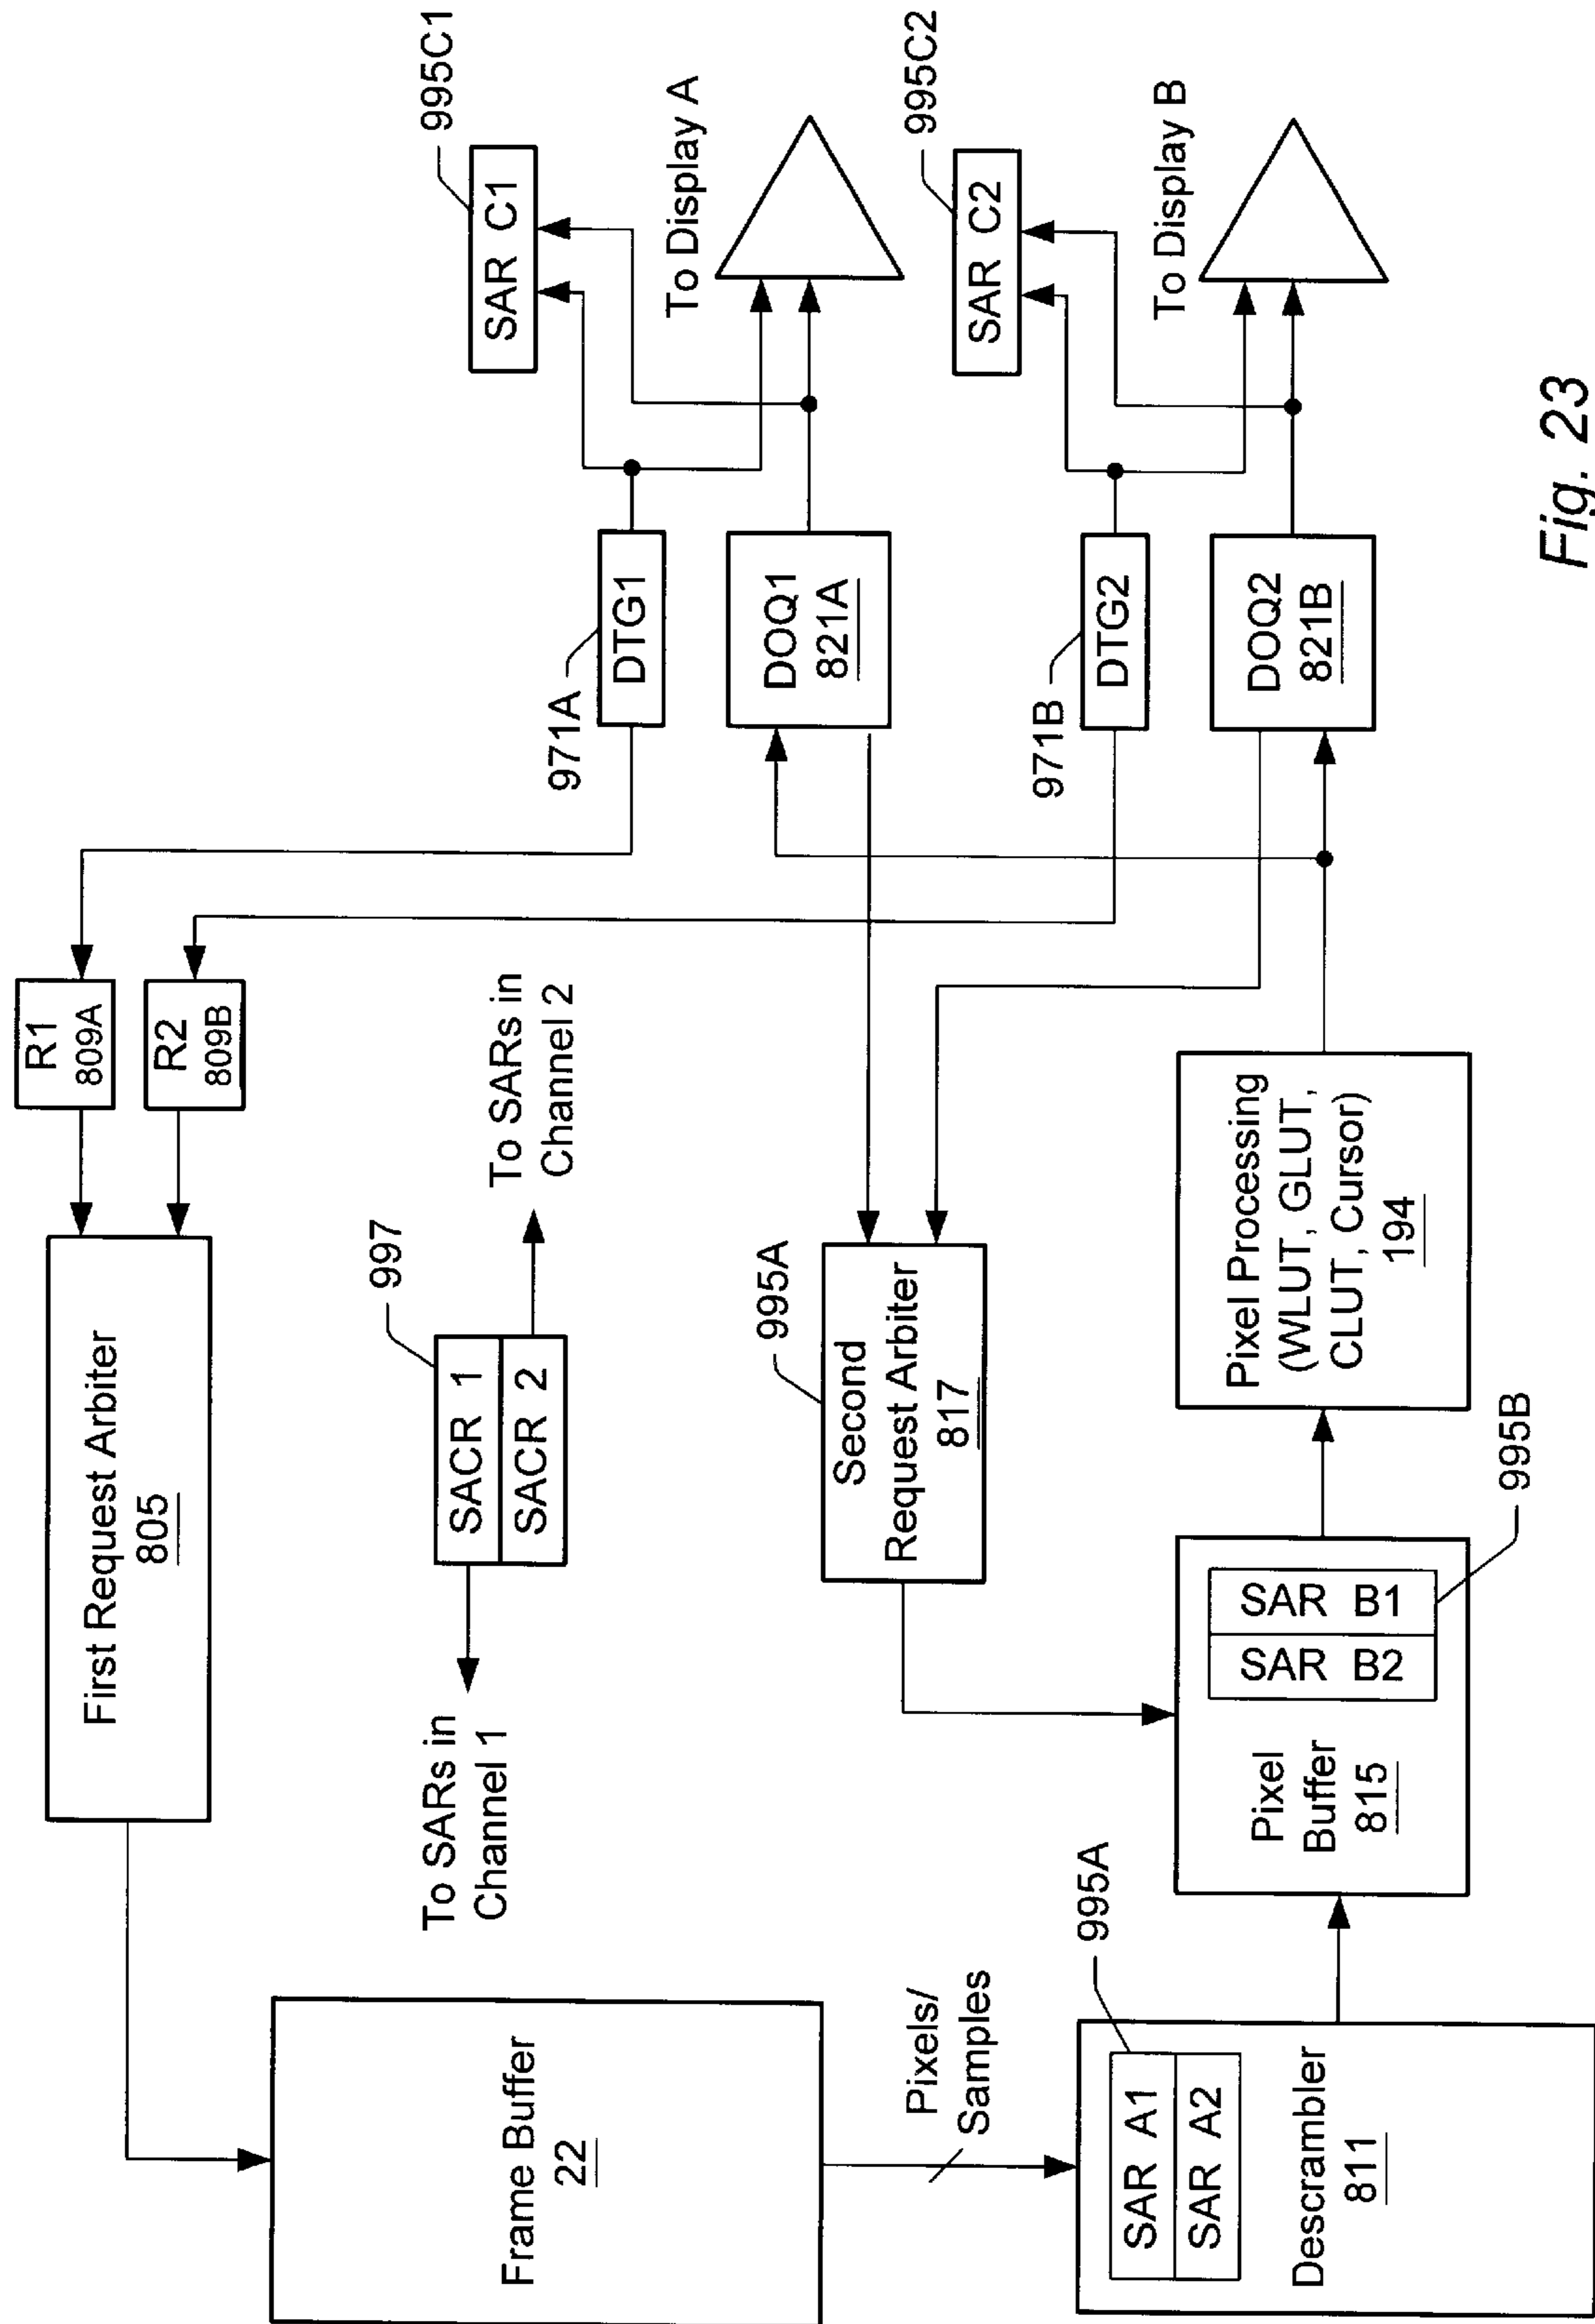 First Request Arbiter
805
R1
809A
R2
809B
Frame Buffer
22
To SARs in
Channel 1
SACR 1
SACR 2
997
To SARs in
Channel 2
971A
DTG1
995C1
SAR C1
To Display A
DOQ1
821A
Pixels/
Samples
995A
Second
Request Arbiter
817
971B
DTG2
995C2
SAR C2
To Display B
DOQ2
821B
995A
SAR A1
SAR A2
Descrambler
811
Pixel
Buffer
815
SAR B1
SAR B2
995B
Pixel Processing
(WLUT, GLUT,
CLUT, Cursor)
194
Fig. 23